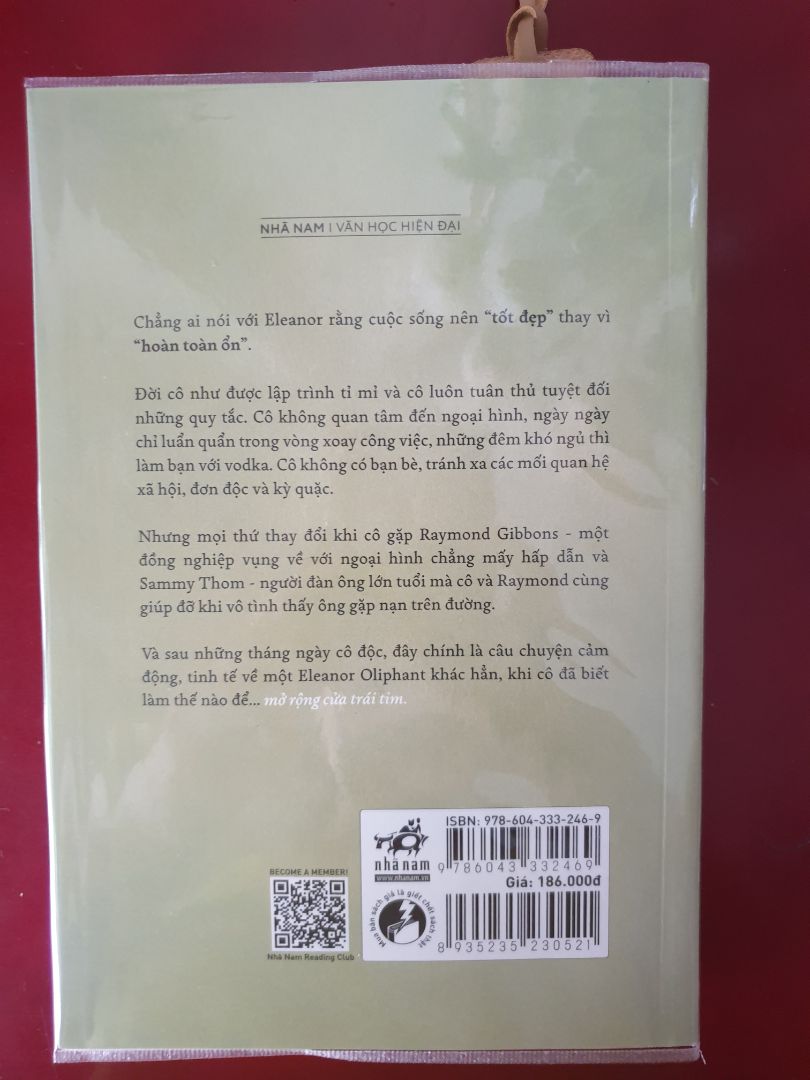 NHÃ NAM | VĂN HỌC HIỆN ĐẠI
Chẳng ai nói với Eleanor rằng cuộc sống nên “tốt đẹp” thay vì
“hoàn toàn ổn”.
Đời cô như được lập trình tỉ mỉ và cô luôn tuân thủ tuyệt đối
những quy tắc. Cô không quan tâm đến ngoại hình, ngày ngày
chỉ luẩn quẩn trong vòng xoay công việc, những đêm khó ngủ thì
làm bạn với vodka. Cô không có bạn bè, tránh xa các mối quan hệ
xã hội, đơn độc và kỳ quặc.
Nhưng mọi thứ thay đổi khi cô gặp Raymond Gibbons - một
đồng nghiệp vụng về với ngoại hình chẳng mấy hấp dẫn và
Sammy Thom - người đàn ông lớn tuổi mà cô và Raymond cùng
giúp đỡ khi vô tình thấy ông gặp nạn trên đường.
Và sau những tháng ngày cô độc, đây chính là câu chuyện cảm
động, tinh tế về một Eleanor Oliphant khác hẳn, khi cô đã biết
làm thế nào để... mở rộng cửa trái tim.
BECOME A MEMBER!
Nhã Nam Reading Club
nhã nam
www.nhanam.vn
Mua bán sách giả là giết chết sách thật
ISBN: 978-604-333-246-9
9 786043 332469
Giá: 186.000đ
8 935235 230521